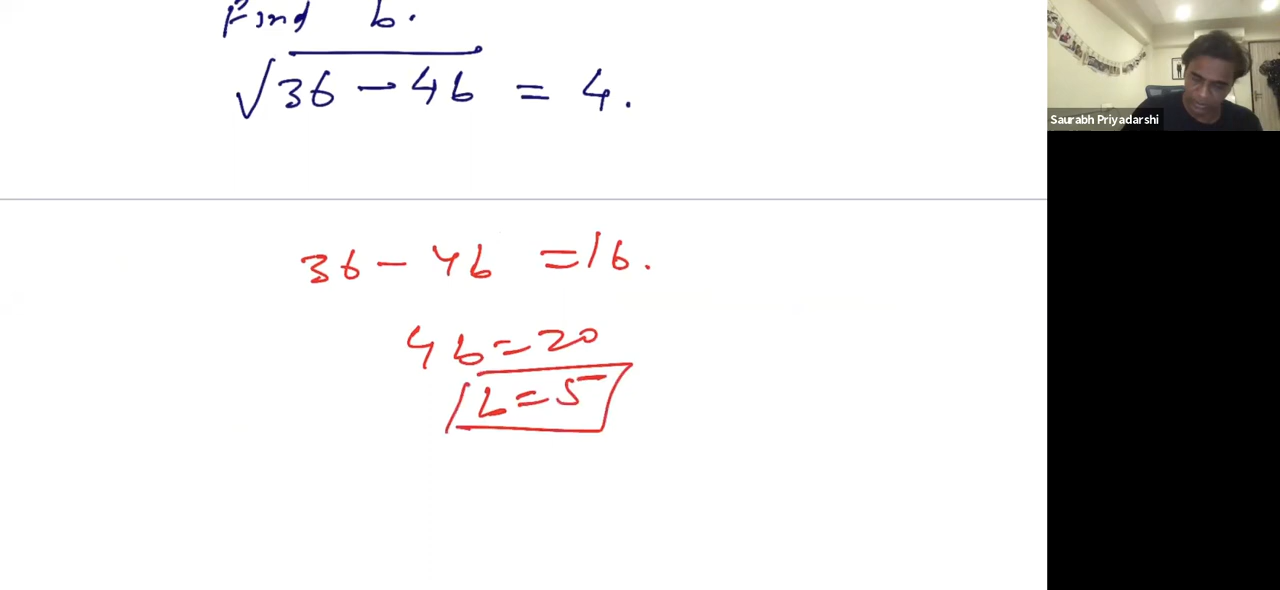 Find b.
√36 - 4b = 4.
Saurabh Priyadarshi
36 - 4b = 16.
4b = 20
b = 5